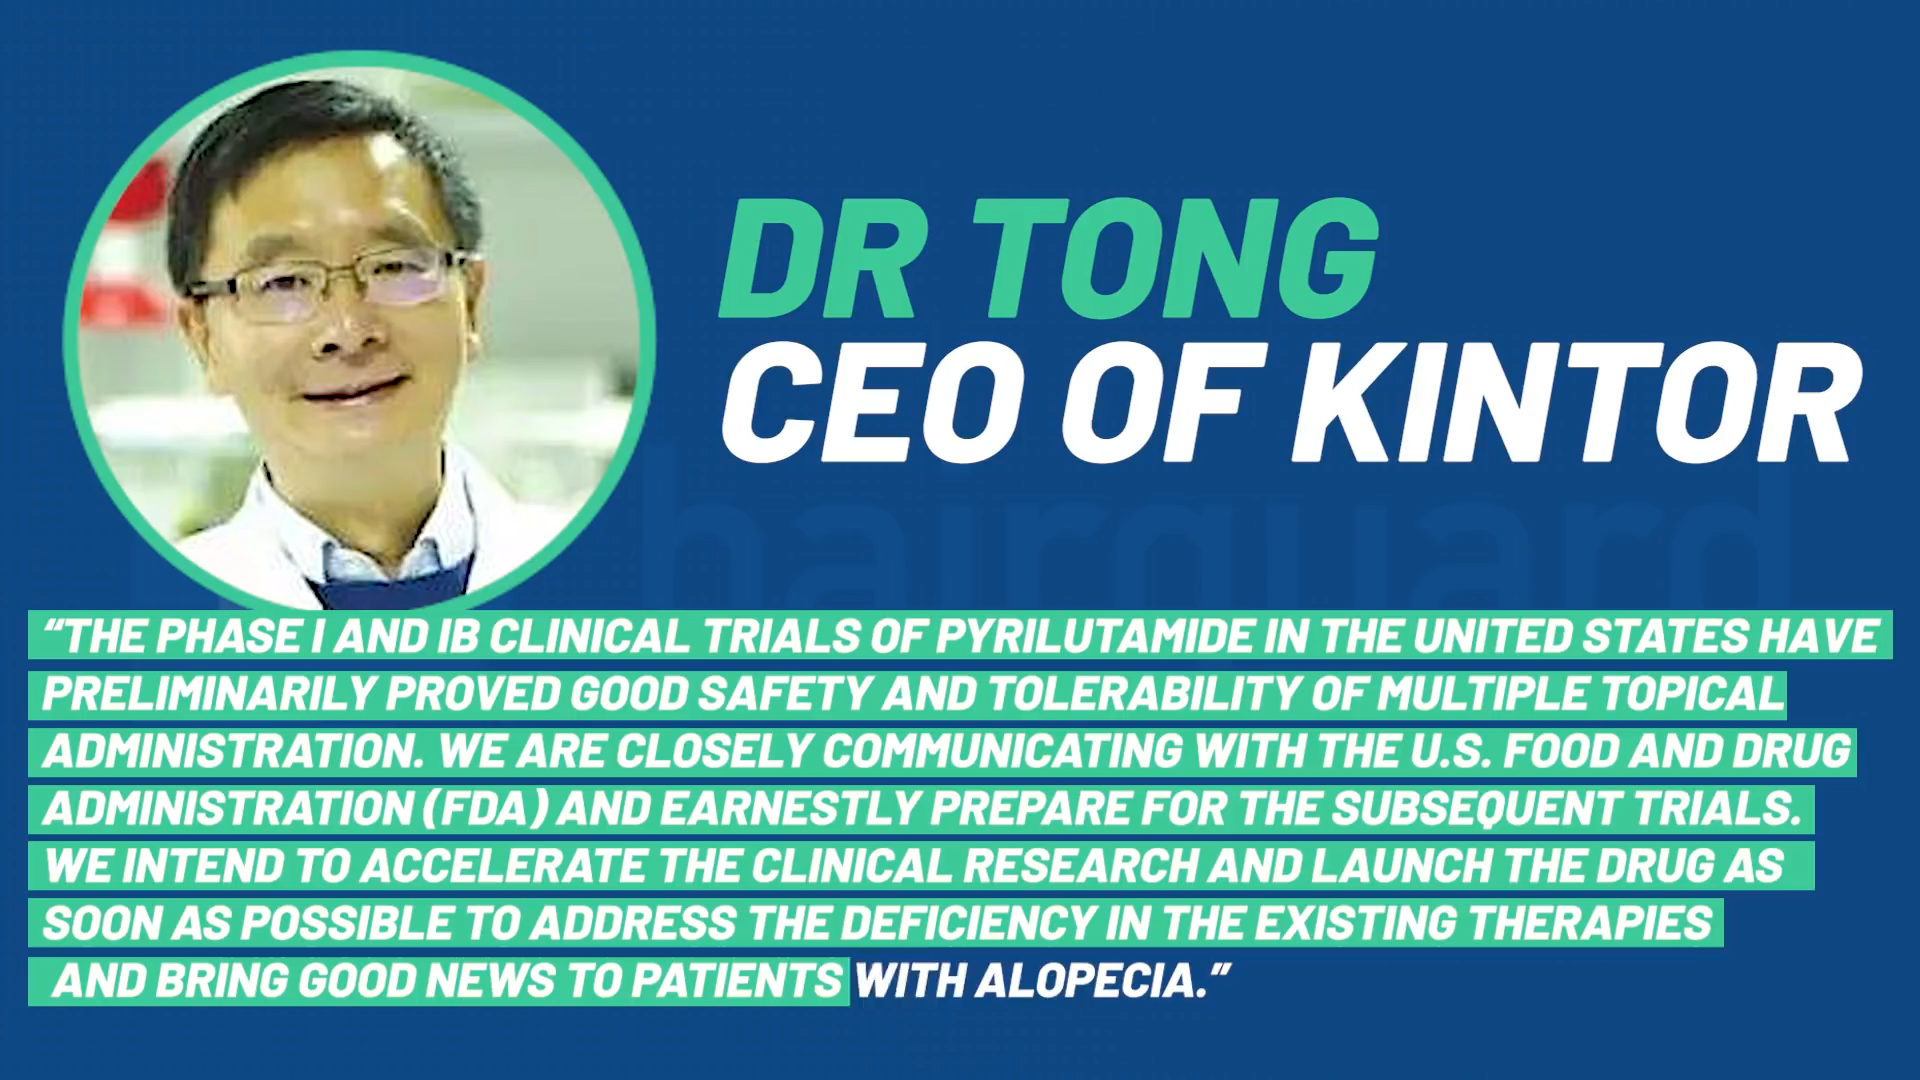 DR TONG
CEO OF KINTOR
hairguard
“THE PHASE I AND IB CLINICAL TRIALS OF PYRILUTAMIDE IN THE UNITED STATES HAVE
PRELIMINARILY PROVED GOOD SAFETY AND TOLERABILITY OF MULTIPLE TOPICAL
ADMINISTRATION. WE ARE CLOSELY COMMUNICATING WITH THE U.S. FOOD AND DRUG
ADMINISTRATION (FDA) AND EARNESTLY PREPARE FOR THE SUBSEQUENT TRIALS.
WE INTEND TO ACCELERATE THE CLINICAL RESEARCH AND LAUNCH THE DRUG AS
SOON AS POSSIBLE TO ADDRESS THE DEFICIENCY IN THE EXISTING THERAPIES
AND BRING GOOD NEWS TO PATIENTS WITH ALOPECIA.”